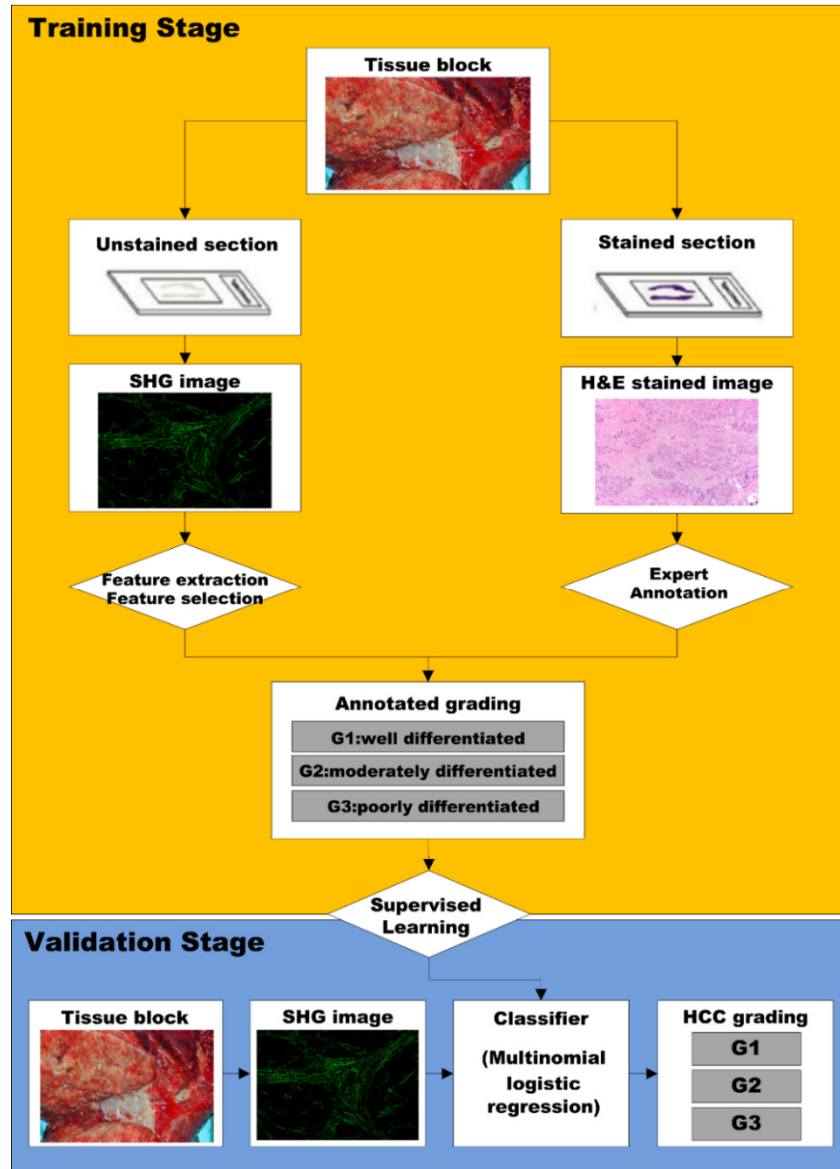 Training Stage
Tissue block
Unstained section
Stained section
SHG image
H&E stained image
Feature extraction
Feature selection
Expert
Annotation
Annotated grading
G1:well differentiated
G2:moderately differentiated
G3:poorly differentiated
Supervised
Learning
Validation Stage
Tissue block
SHG image
Classifier
(Multinomial
logistic
regression)
HCC grading
G1
G2
G3